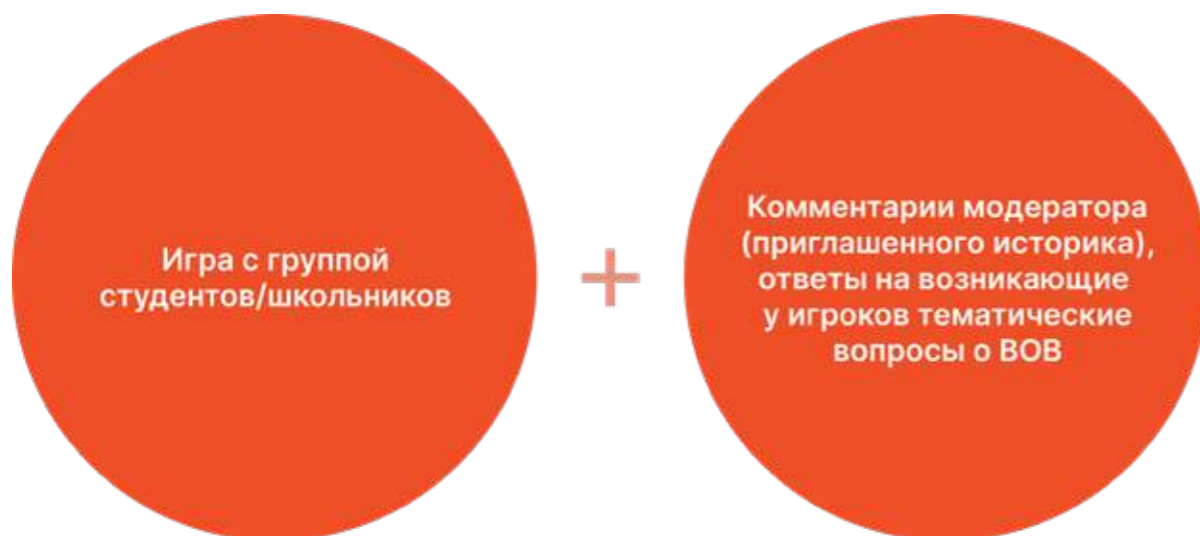 Игра с группой
студентов/школьников
+
Комментарии модератора
(приглашенного историка),
ответы на возникающие
у игроков тематические
вопросы о ВОВ